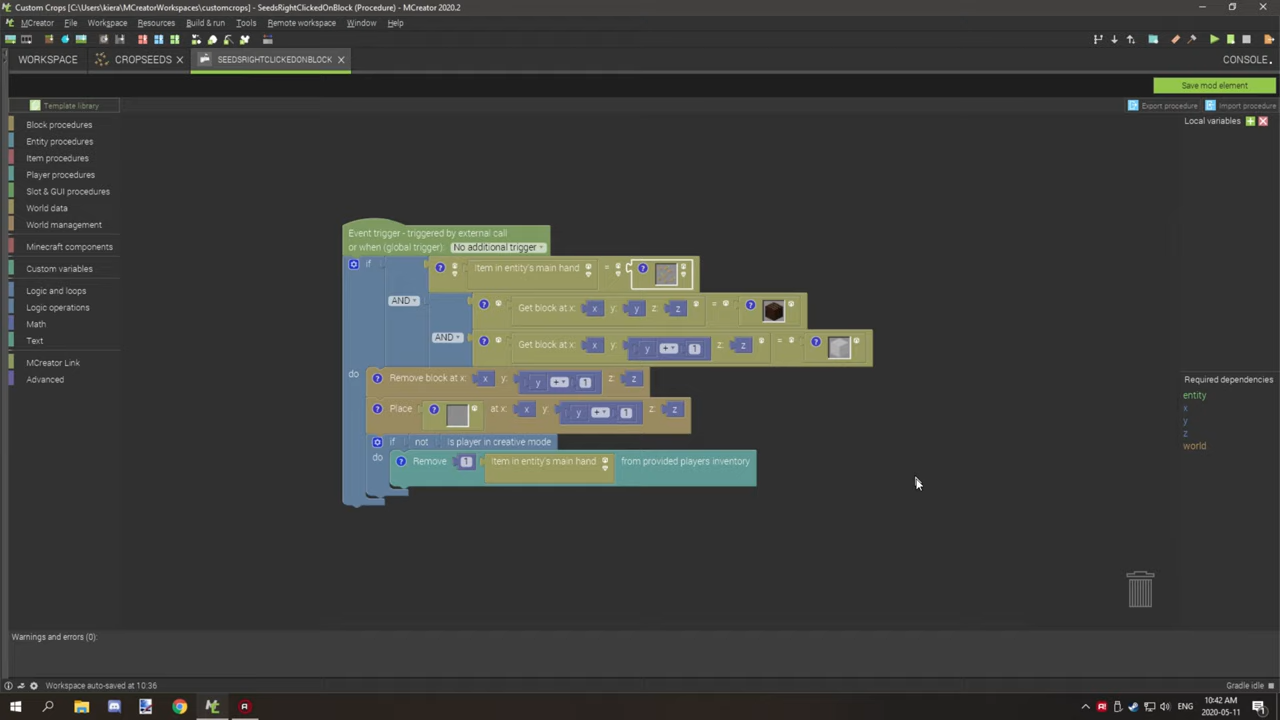 Custom Crops [C:\Users\kiera\MCreatorWorkspaces\customcrops] - SeedsRightClickedOnBlock (Procedure) - MCreator 2020.2
MCreator File Workspace Resources Build & run Tools Remote workspace Window Help
WORKSPACE CROPSEEDS SEEDSRIGHTCLICKEDONBLOCK CONSOLE
Save mod element
Template library Export procedure Import procedure
Local variables
Block procedures
Entity procedures
Item procedures
Player procedures
Slot & GUI procedures
World data
World management
Minecraft components
Custom variables
Logic and loops
Logic operations
Math
Text
MCreator Link
Advanced
Event trigger - triggered by external call
or when (global trigger): No additional trigger
if ? Item in entity's main hand = ?
AND ? Get block at x: x y: y z: z = ?
AND ? Get block at x: x y: y + 1 z: z = ?
do ? Remove block at x: x y: y + 1 z: z
? Place ? at x: x y: y + 1 z: z
if not Is player in creative mode
do ? Remove 1 Item in entity's main hand from provided players inventory
Required dependencies
entity
x
y
z
world
Warnings and errors (0):
Workspace auto-saved at 10:36 Gradle idle
ENG 10:42 AM
2020-05-11